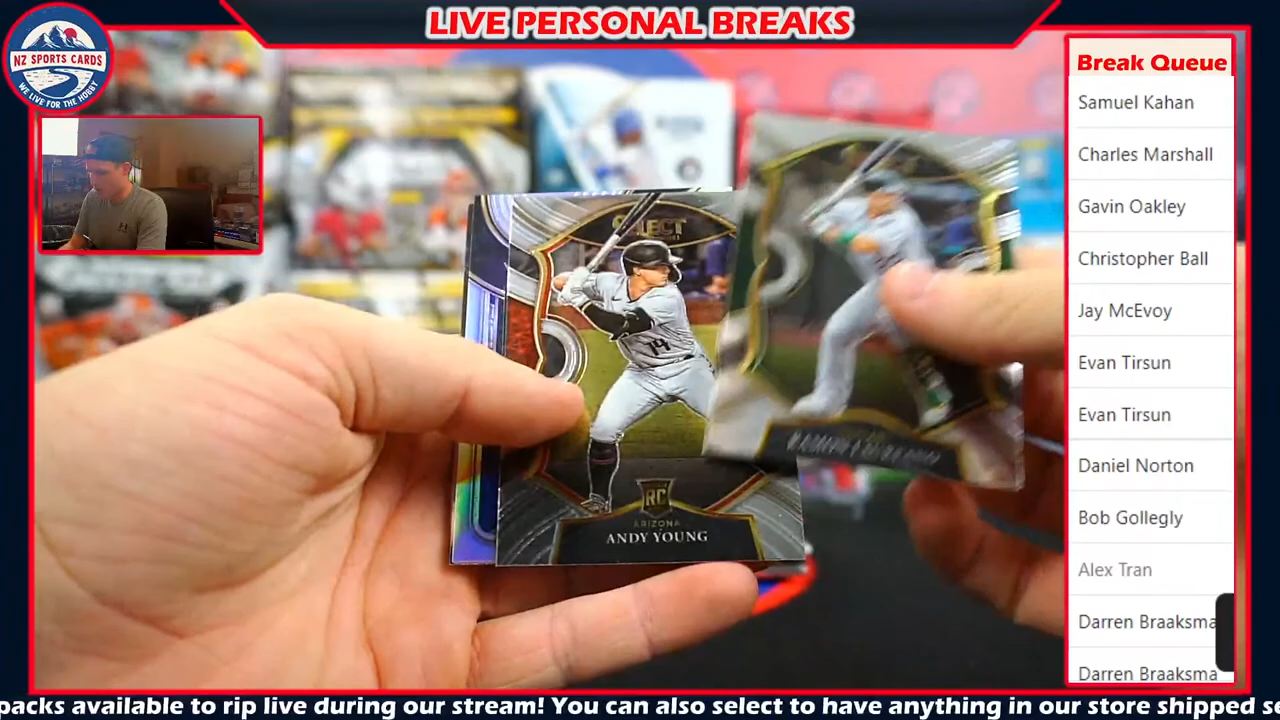 LIVE PERSONAL BREAKS
NZ SPORTS CARDS
WE LIVE FOR THE HOBBY
Break Queue
Samuel Kahan
Charles Marshall
Gavin Oakley
Christopher Ball
Jay McEvoy
Evan Tirsun
Evan Tirsun
Daniel Norton
Bob Gollegly
Alex Tran
Darren Braaksma
Darren Braaksma
SELECT
14
RC
ARIZONA
ANDY YOUNG
packs available to rip live during our stream! You can also select to have anything in our store shipped se